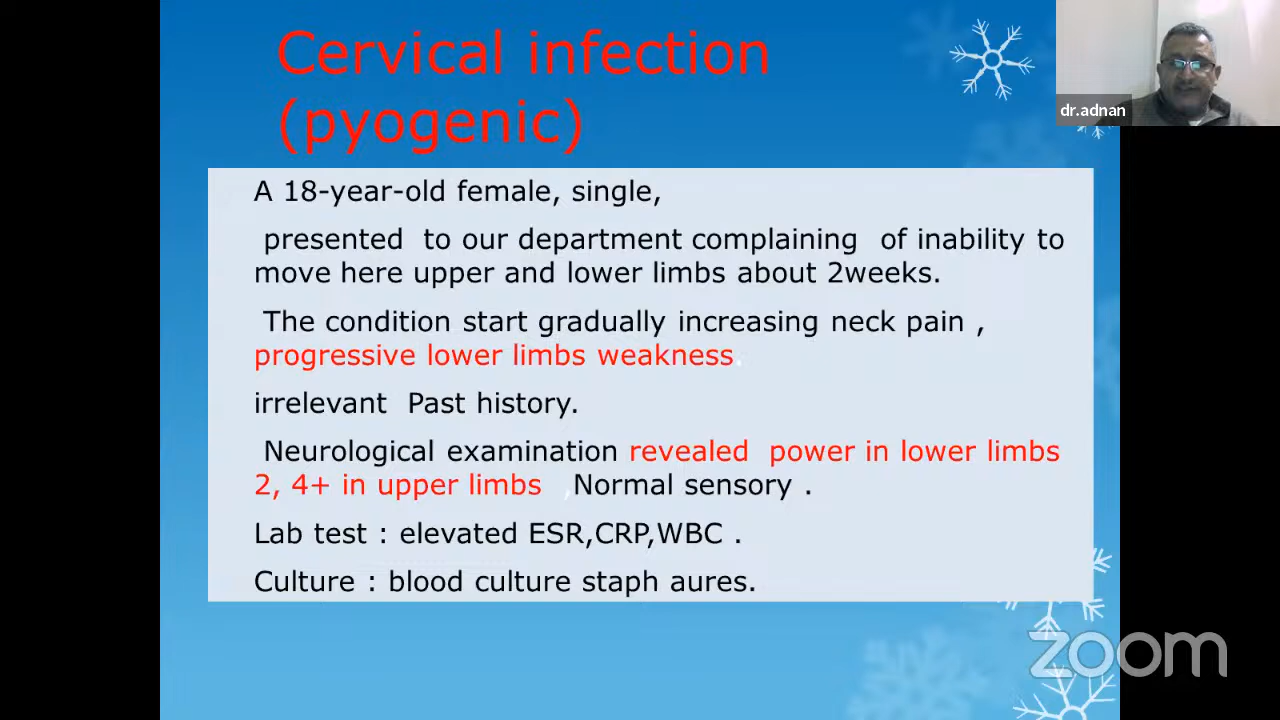 Cervical infection
(pyogenic)
dr.adnan
A 18-year-old female, single,
presented to our department complaining of inability to
move here upper and lower limbs about 2weeks.
The condition start gradually increasing neck pain ,
progressive lower limbs weakness.
irrelevant Past history.
Neurological examination revealed power in lower limbs
2, 4+ in upper limbs ,Normal sensory .
Lab test : elevated ESR,CRP,WBC .
Culture : blood culture staph aures.
zoom